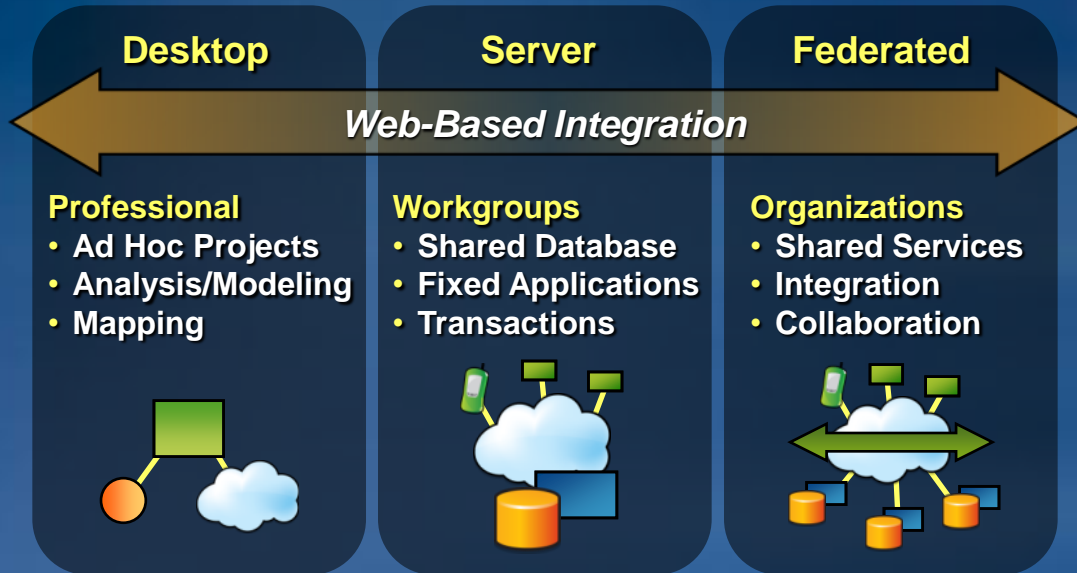 Desktop
Server
Federated
Web-Based Integration
Professional
• Ad Hoc Projects
• Analysis/Modeling
• Mapping
Workgroups
• Shared Database
• Fixed Applications
• Transactions
Organizations
• Shared Services
• Integration
• Collaboration